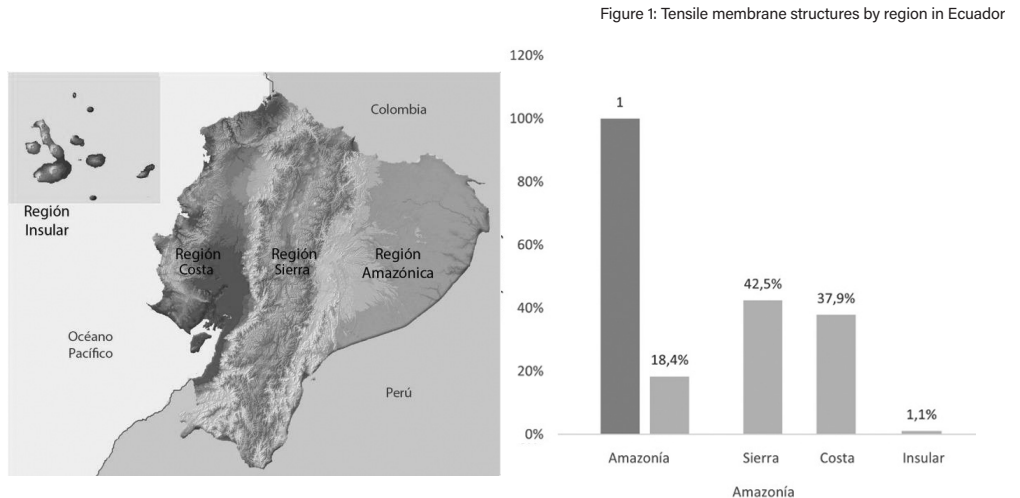 Figure 1: Tensile membrane structures by region in Ecuador
Colombia
Región
Insular
Región
Costa
Región
Sierra
Región
Amazónica
Océano
Pacífico
Perú
120%
100%
80%
60%
40%
20%
0%
1
18,4%
42,5%
37,9%
1,1%
Amazonía
Sierra
Costa
Insular
Amazonía